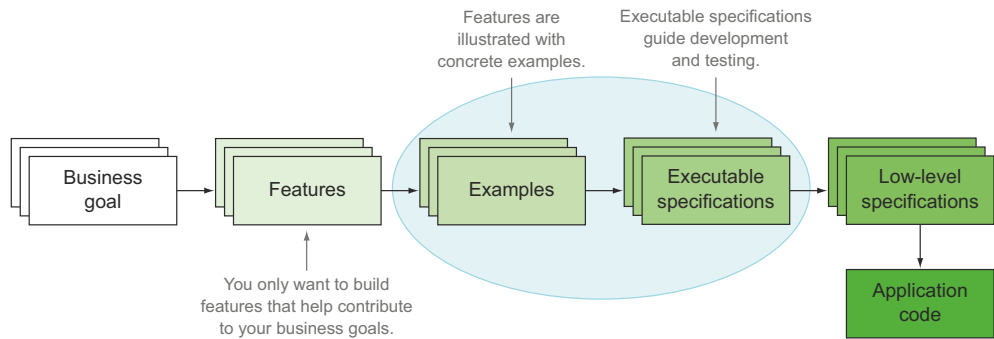 Features are
illustrated with
concrete examples.
Executable specifications
guide development
and testing.
Business
goal
Features
Examples
Executable
specifications
Low-level
specifications
You only want to build
features that help contribute
to your business goals.
Application
code